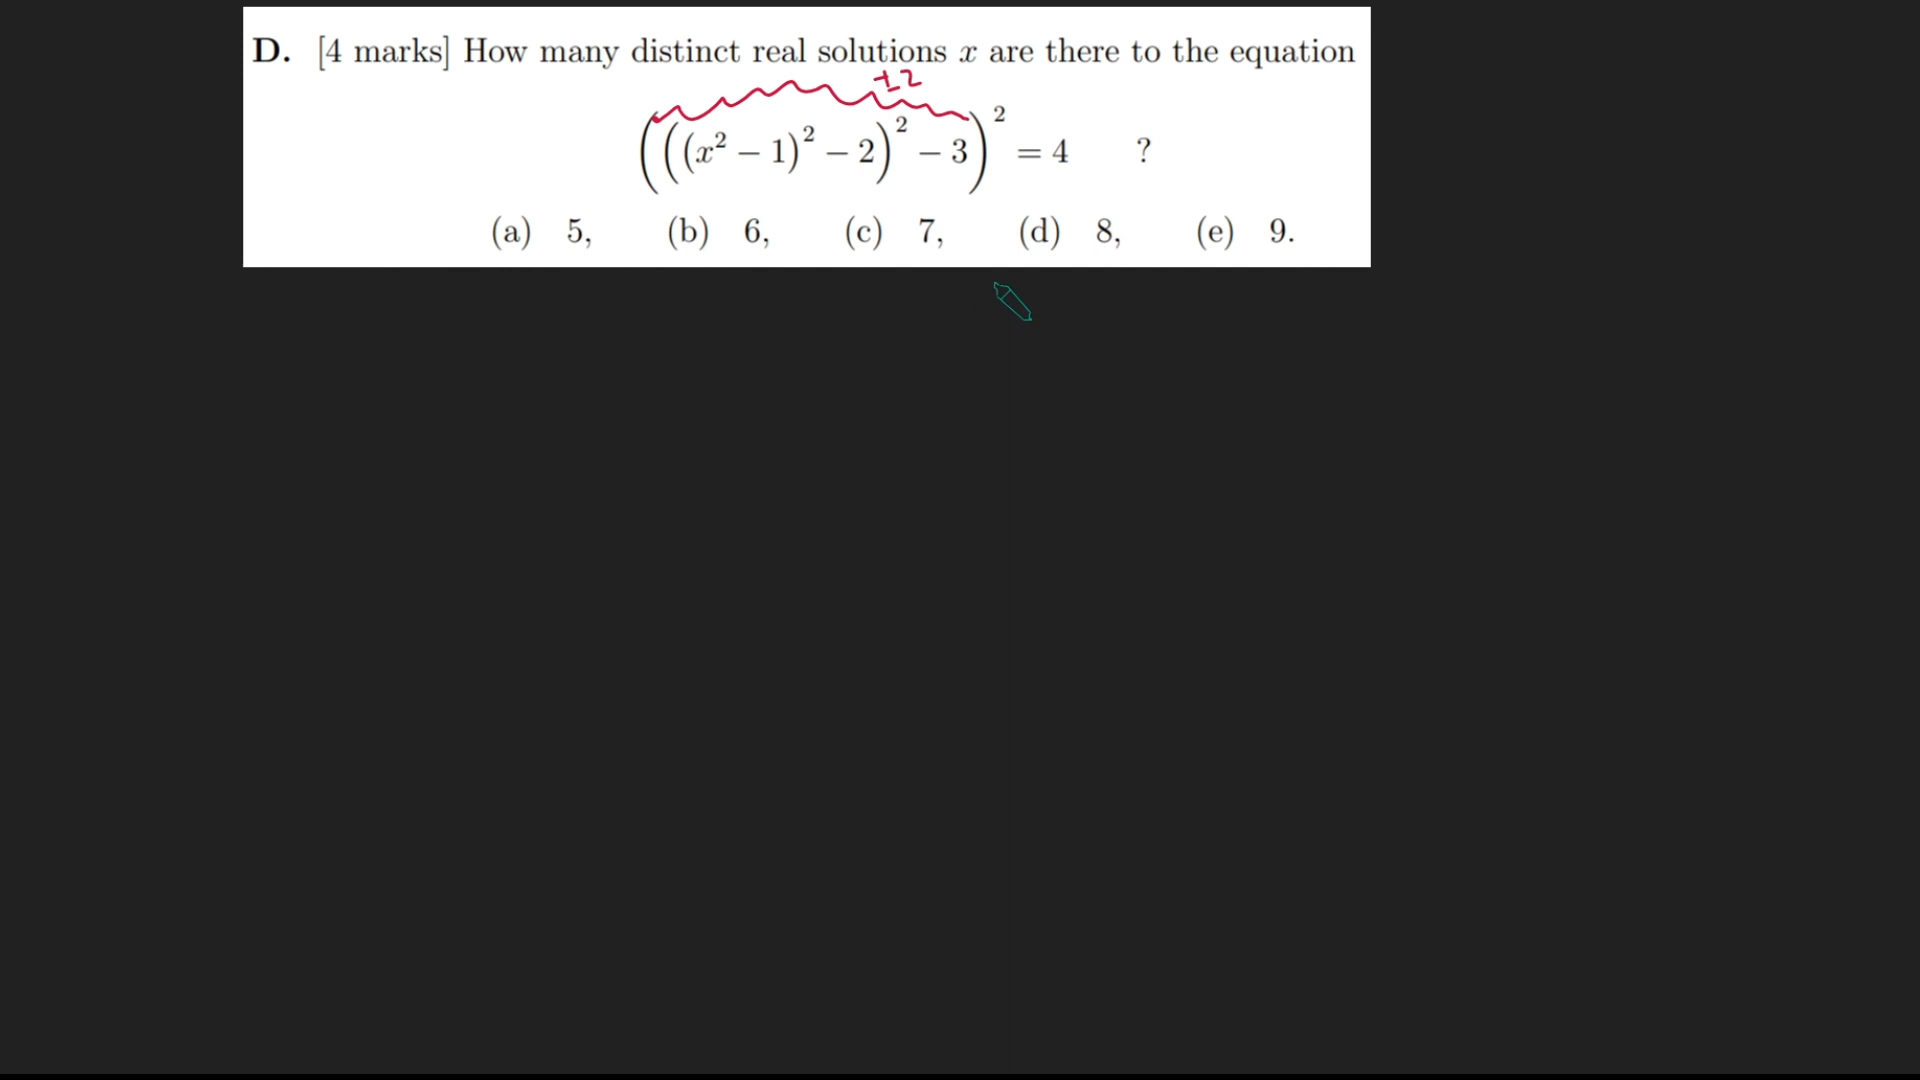 D. [4 marks] How many distinct real solutions x are there to the equation
±2
(((x² – 1)² – 2)² – 3)² = 4 ?
(a) 5, (b) 6, (c) 7, (d) 8, (e) 9.